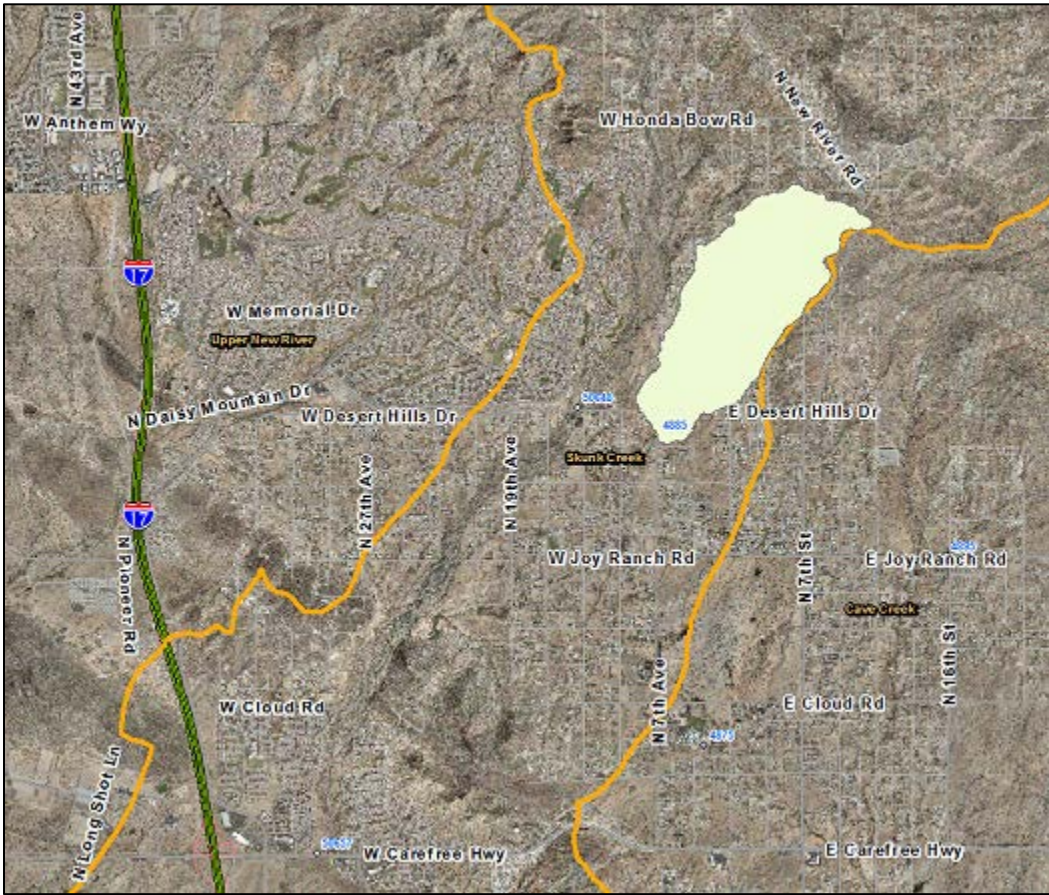 N 43rd Ave
W Anthem Wy
W Honda Bow Rd
N New River Rd
17
W Memorial Dr
Upper New River
N Daisy Mountain Dr
W Desert Hills Dr
E Desert Hills Dr
4885
Skunk Creek
N 27th Ave
N 19th Ave
17
N Pioneer Rd
W Joy Ranch Rd
N 7th St
E Joy Ranch Rd
Cave Creek
N 16th St
N 7th Ave
W Cloud Rd
E Cloud Rd
4875
N Long Shot Ln
W Carefree Hwy
E Carefree Hwy